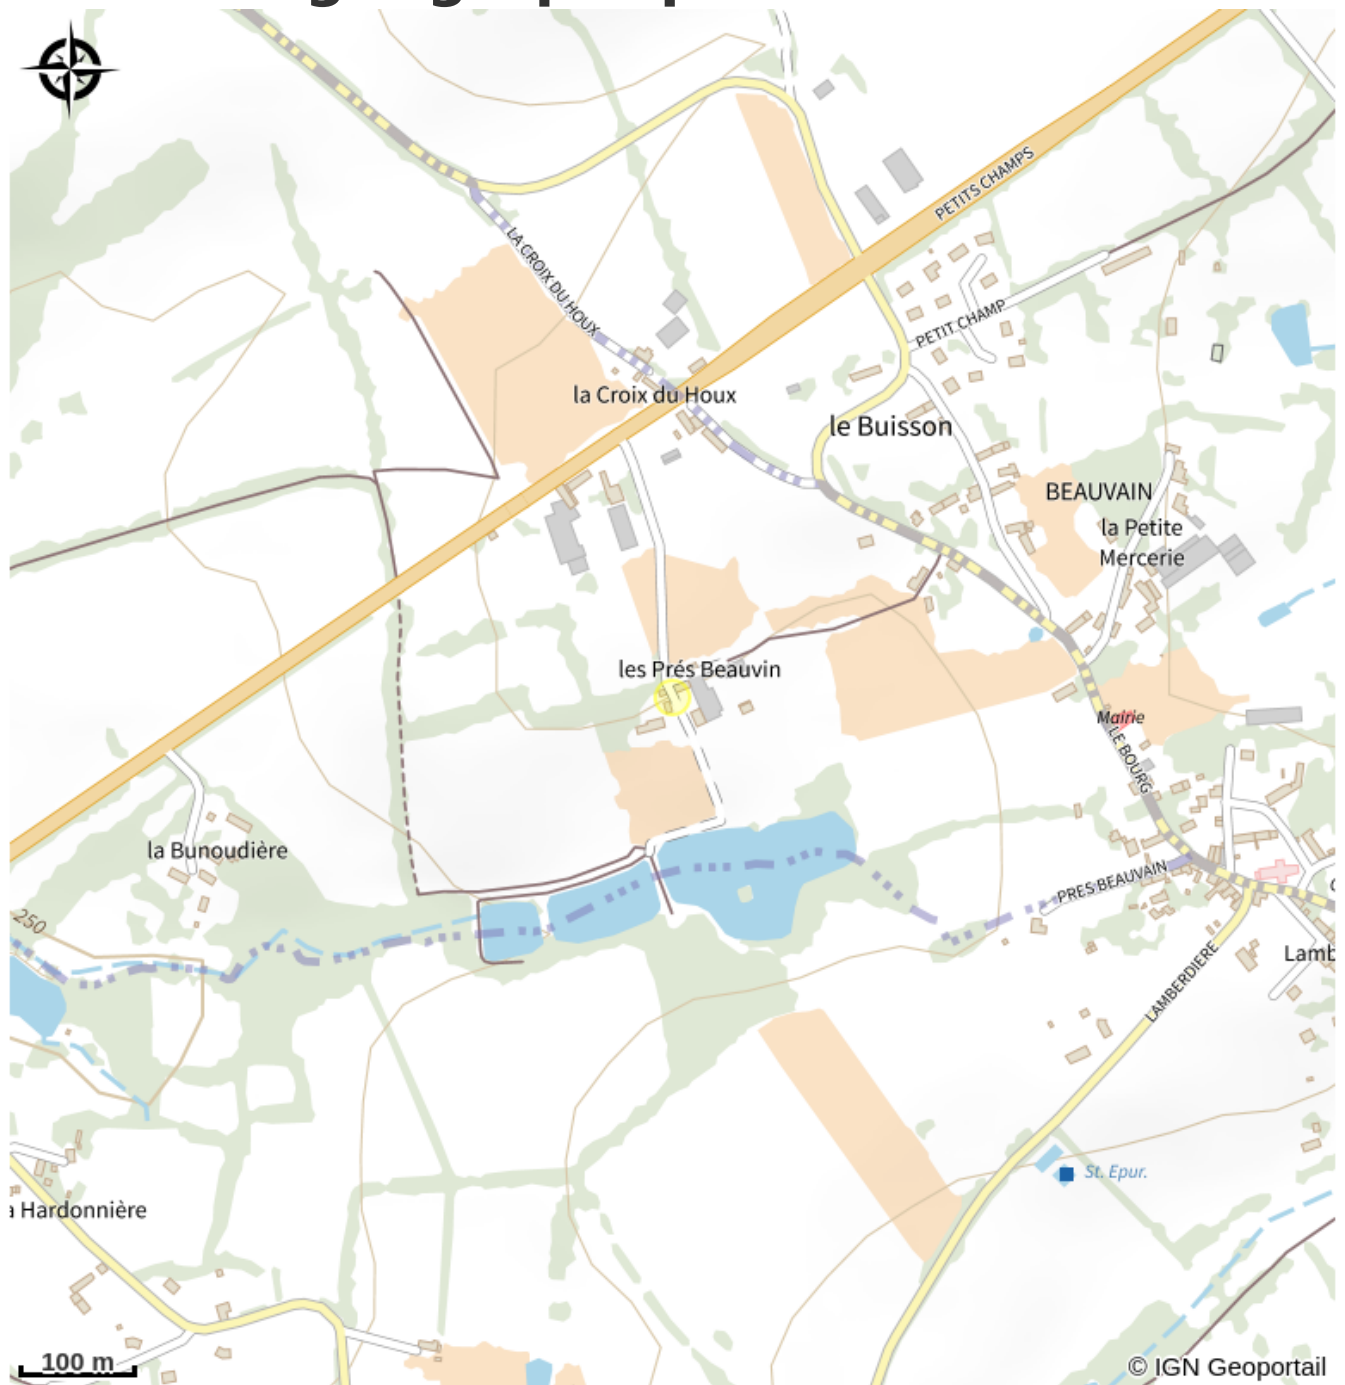 PETITS CHAMPS
LA CROIX DU HOUX
PETIT CHAMP
la Croix du Houx
le Buisson
BEAUVAIN
la Petite
Mercerie
les Prés Beauvin
Mairie
LE BOURG
la Bunoudière
PRES BEAUVAIN
250
LAMBERDIERE
Lamb
St. Epur.
a Hardonnière
100 m
© IGN Geoportail